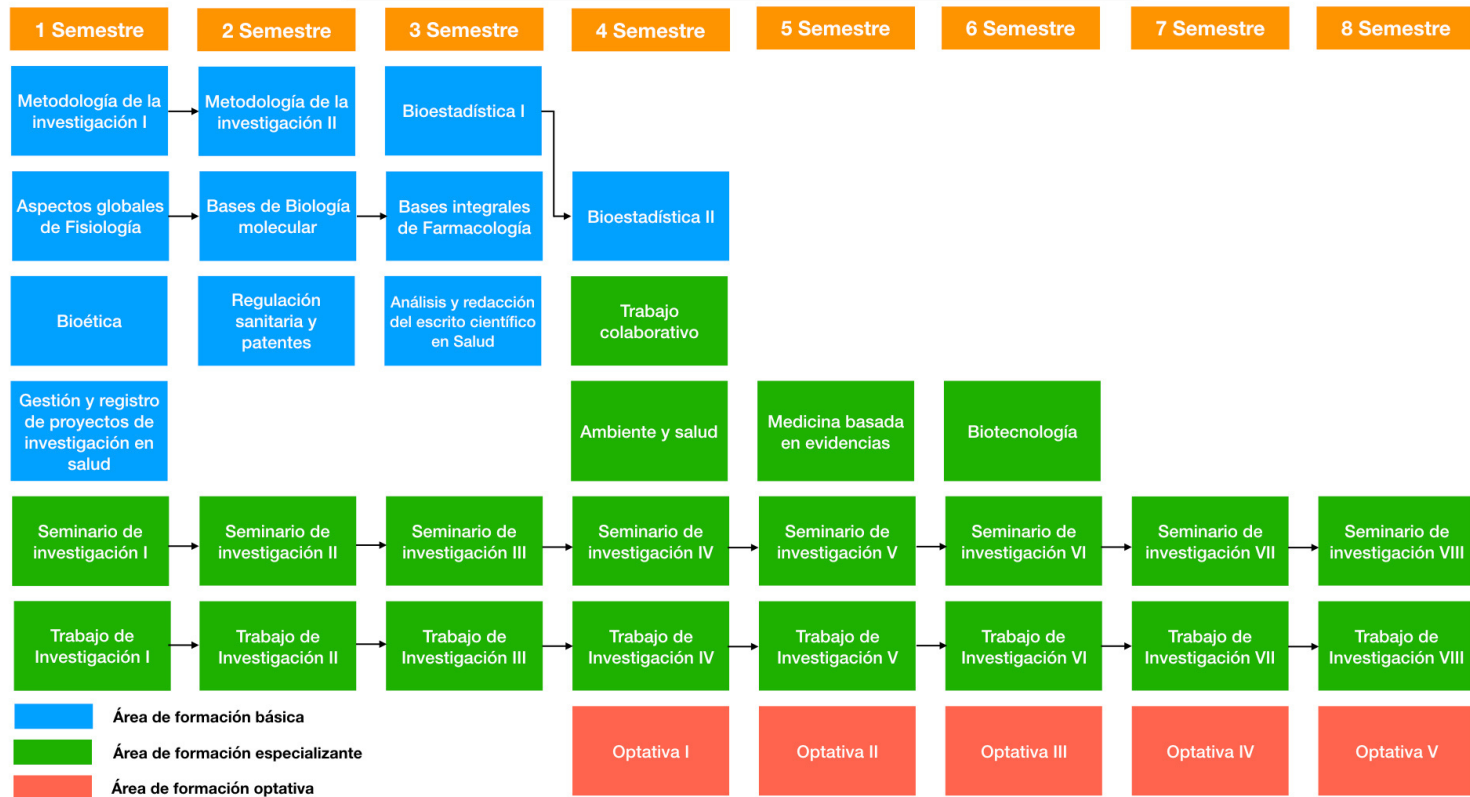 1 Semestre
2 Semestre
3 Semestre
4 Semestre
5 Semestre
6 Semestre
7 Semestre
8 Semestre
Metodología de la
investigación I
Metodología de la
investigación II
Bioestadística I
Aspectos globales
de Fisiología
Bases de Biología
molecular
Bases integrales
de Farmacología
Bioestadística II
Bioética
Regulación
sanitaria y
patentes
Análisis y redacción
del escrito científico
en Salud
Trabajo
colaborativo
Gestión y registro
de proyectos de
investigación en
salud
Ambiente y salud
Medicina basada
en evidencias
Biotecnología
Seminario de
investigación I
Seminario de
investigación II
Seminario de
investigación III
Seminario de
investigación IV
Seminario de
investigación V
Seminario de
investigación VI
Seminario de
investigación VII
Seminario de
investigación VIII
Trabajo de
Investigación I
Trabajo de
Investigación II
Trabajo de
Investigación III
Trabajo de
Investigación IV
Trabajo de
Investigación V
Trabajo de
Investigación VI
Trabajo de
Investigación VII
Trabajo de
Investigación VIII
Área de formación básica
Área de formación especializante
Área de formación optativa
Optativa I
Optativa II
Optativa III
Optativa IV
Optativa V